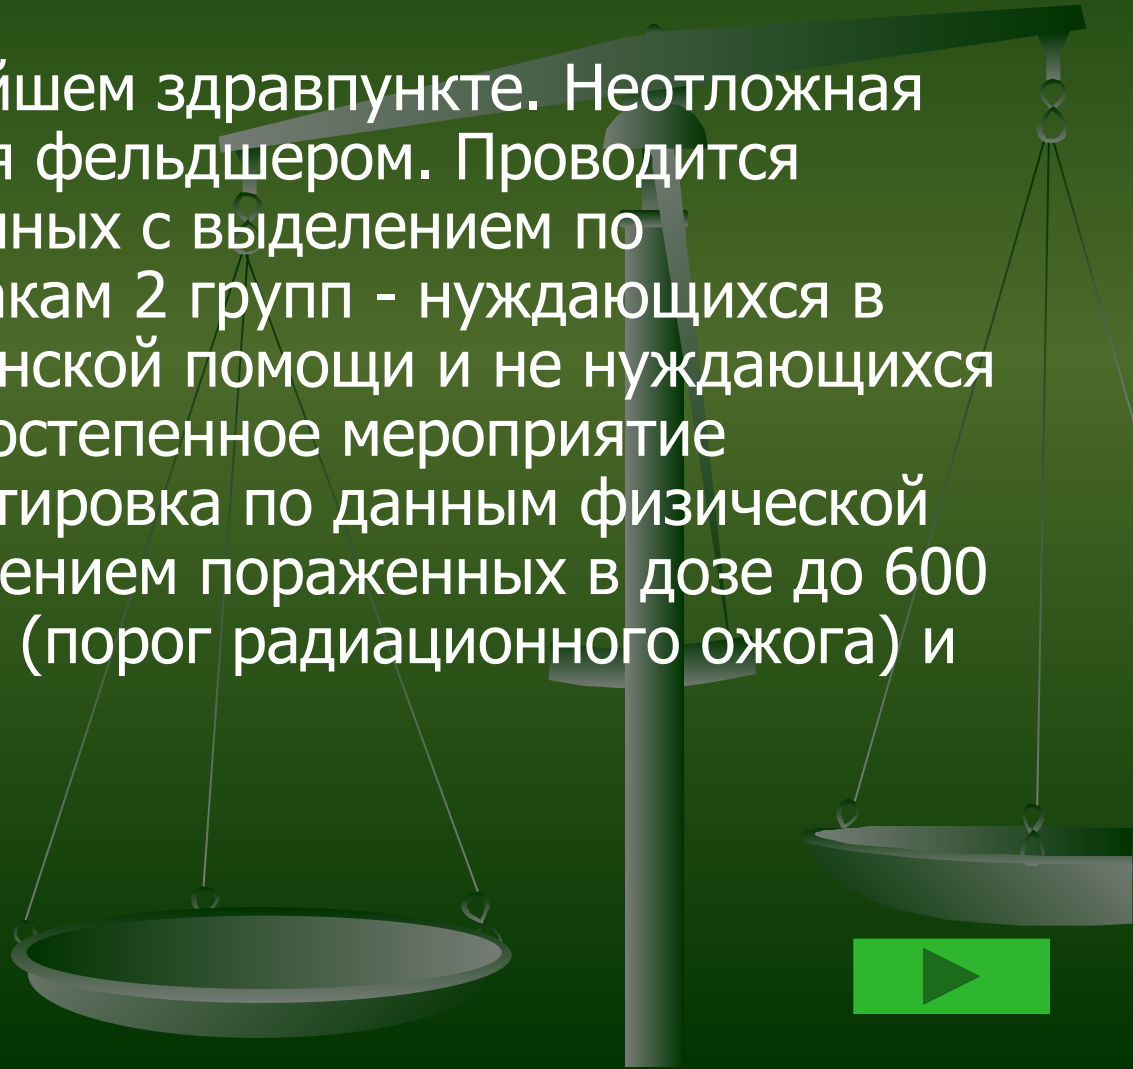 йшем здравпункте. Неотложная
я фельдшером. Проводится
нных с выделением по
акам 2 групп - нуждающихся в
нской помощи и не нуждающихся
остепенное мероприятие
тировка по данным физической
ением пораженных в дозе до 600
(порог радиационного ожога) и